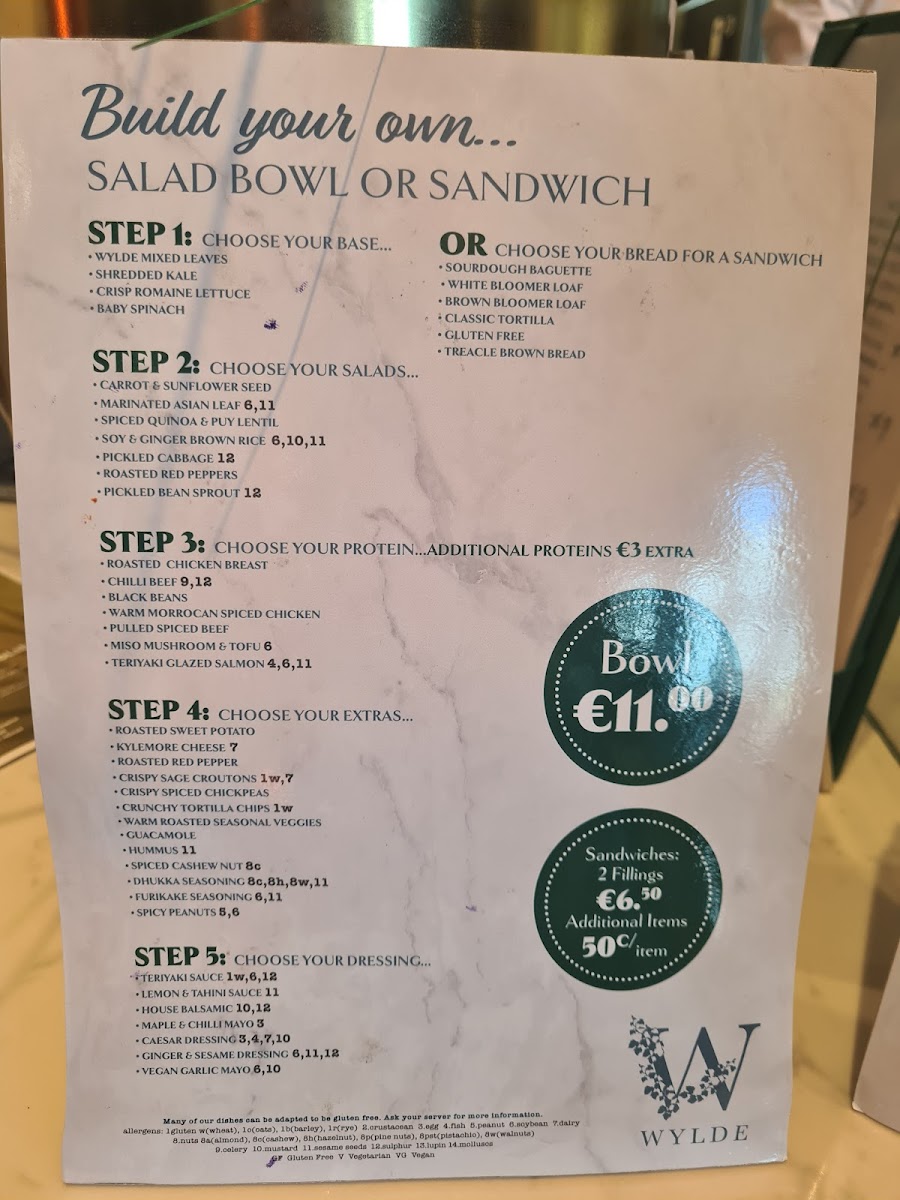 Build your own...
SALAD BOWL OR SANDWICH
STEP 1: CHOOSE YOUR BASE...
• WYLDE MIXED LEAVES
• SHREDDED KALE
• CRISP ROMAINE LETTUCE
• BABY SPINACH
OR CHOOSE YOUR BREAD FOR A SANDWICH
• SOURDOUGH BAGUETTE
• WHITE BLOOMER LOAF
• BROWN BLOOMER LOAF
• CLASSIC TORTILLA
• GLUTEN FREE
• TREACLE BROWN BREAD
STEP 2: CHOOSE YOUR SALADS...
• CARROT & SUNFLOWER SEED
• MARINATED ASIAN LEAF 6,11
• SPICED QUINOA & PUY LENTIL
• SOY & GINGER BROWN RICE 6,10,11
• PICKLED CABBAGE 12
• ROASTED RED PEPPERS
• PICKLED BEAN SPROUT 12
STEP 3: CHOOSE YOUR PROTEIN...ADDITIONAL PROTEINS €3 EXTRA
• ROASTED CHICKEN BREAST
• CHILLI BEEF 9,12
• BLACK BEANS
• WARM MORROCAN SPICED CHICKEN
• PULLED SPICED BEEF
• MISO MUSHROOM & TOFU 6
• TERIYAKI GLAZED SALMON 4,6,11
STEP 4: CHOOSE YOUR EXTRAS...
• ROASTED SWEET POTATO
• KYLEMORE CHEESE 7
• ROASTED RED PEPPER
• CRISPY SAGE CROUTONS 1w,7
• CRISPY SPICED CHICKPEAS
• CRUNCHY TORTILLA CHIPS 1w
• WARM ROASTED SEASONAL VEGGIES
• GUACAMOLE
• HUMMUS 11
• SPICED CASHEW NUT 8c
• DHUKKA SEASONING 8c,8h,8w,11
• FURIKAKE SEASONING 6,11
• SPICY PEANUTS 5,6
STEP 5: CHOOSE YOUR DRESSING...
• TERIYAKI SAUCE 1w,6,12
• LEMON & TAHINI SAUCE 11
• HOUSE BALSAMIC 10,12
• MAPLE & CHILLI MAYO 3
• CAESAR DRESSING 3,4,7,10
• GINGER & SESAME DRESSING 6,11,12
• VEGAN GARLIC MAYO 6,10
Bowl
€11.00
Sandwiches:
2 Fillings
€6.50
Additional Items
50c/item
W
WYLDE
Many of our dishes can be adapted to be gluten free. Ask your server for more information.
allergens: 1gluten w(wheat), 1o(oats), 1b(barley), 1r(rye) 2.crustacean 3.egg 4.fish 5.peanut 6.soybean 7.dairy
8.nuts 8a(almond), 8c(cashew), 8h(hazelnut), 8p(pine nuts), 8pst(pistachio), 8w(walnuts)
9.celery 10.mustard 11.sesame seeds 12.sulphur 13.lupin 14.molluscs
GF Gluten Free V Vegetarian VG Vegan